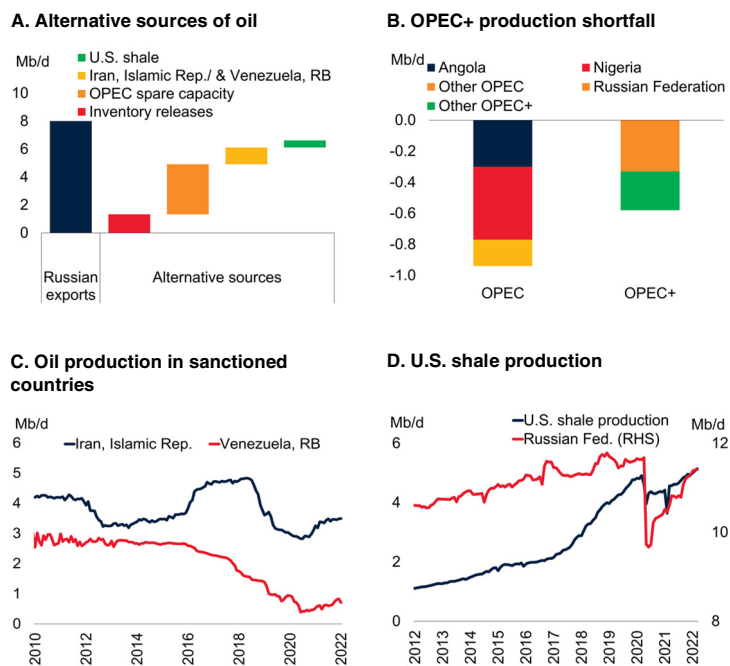 A. Alternative sources of oil
Mb/d
U.S. shale
Iran, Islamic Rep./ & Venezuela, RB
OPEC spare capacity
Inventory releases
10
8
6
4
2
0
Russian
exports
Alternative sources
B. OPEC+ production shortfall
Mb/d
Angola
Nigeria
Other OPEC
Russian Federation
Other OPEC+
0.0
-0.2
-0.4
-0.6
-0.8
-1.0
OPEC
OPEC+
C. Oil production in sanctioned
countries
Mb/d
Iran, Islamic Rep.
Venezuela, RB
6
5
4
3
2
1
0
2010
2012
2014
2016
2018
2020
2022
D. U.S. shale production
Mb/d
U.S. shale production
Russian Fed. (RHS)
Mb/d
6
4
2
0
12
10
8
2012
2013
2014
2015
2016
2017
2018
2019
2020
2021
2022